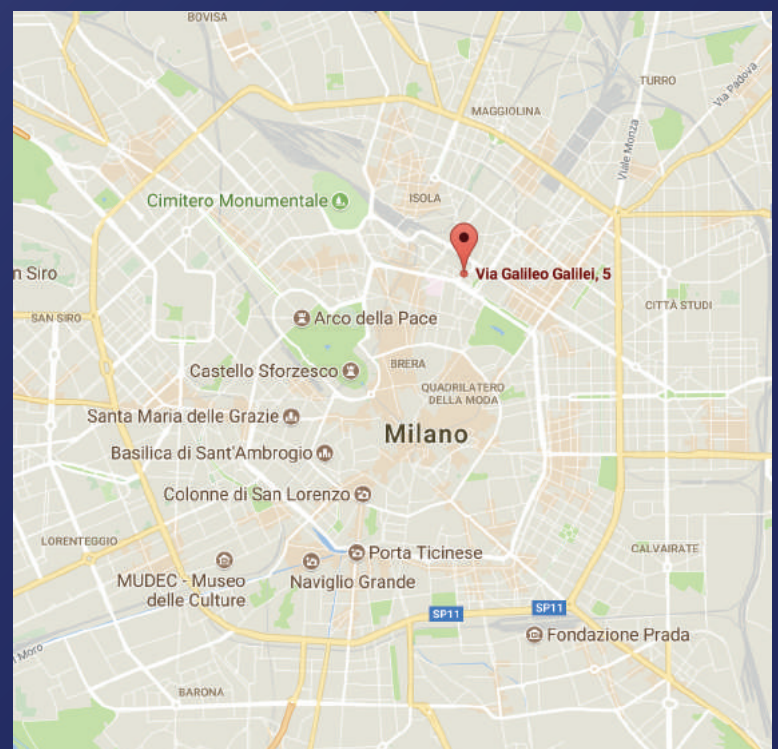 BOVISA
TURRO
Via Padova
MAGGIOLINA
Viale Monza
Cimitero Monumentale
ISOLA
n Siro
Via Galileo Galilei, 5
CITTÀ STUDI
SAN SIRO
Arco della Pace
BRERA
Castello Sforzesco
QUADRILATERO
DELLA MODA
Santa Maria delle Grazie
Milano
Basilica di Sant'Ambrogio
Colonne di San Lorenzo
LORENTEGGIO
Porta Ticinese
CALVAIRATE
MUDEC - Museo
delle Culture
Naviglio Grande
SP11
SP11
Fondazione Prada
Moro
BARONA